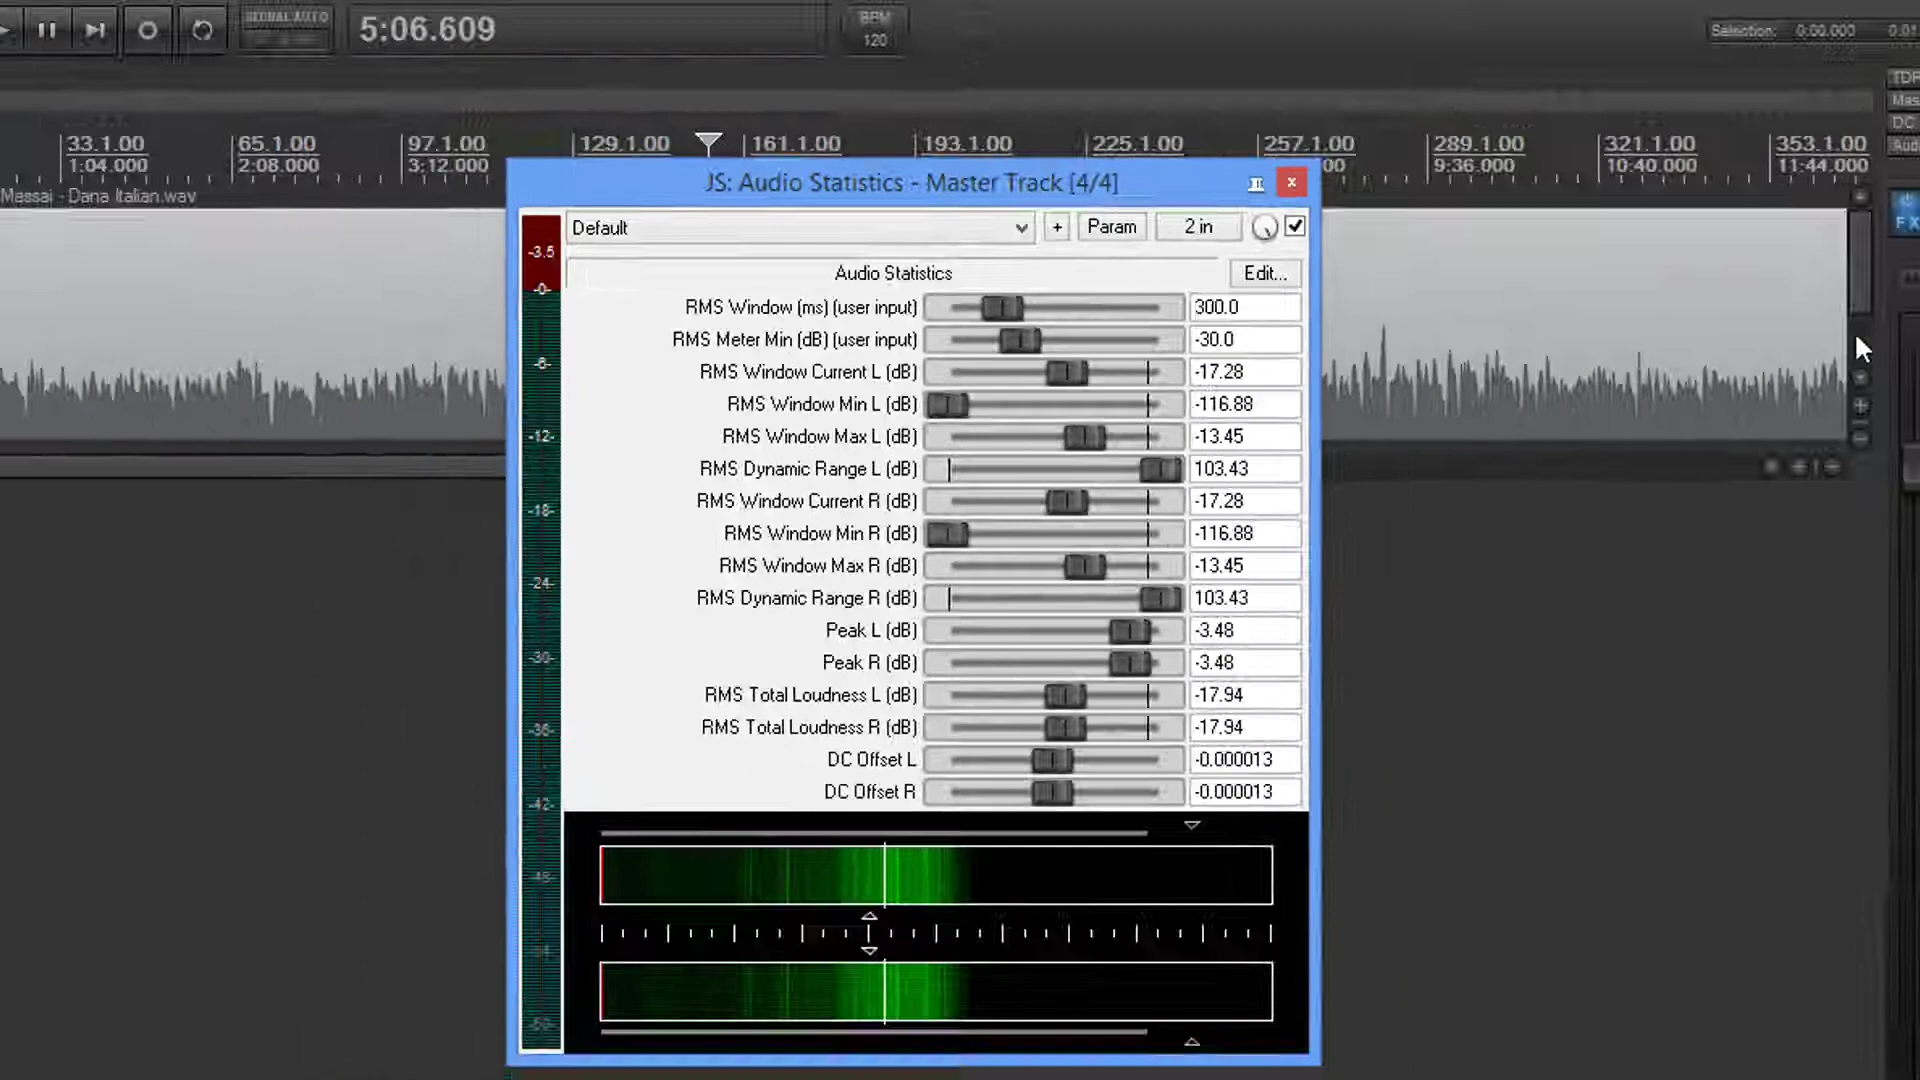 5:06.609
BPM
120
Selection: 0:00.000
33.1.00 65.1.00 97.1.00 129.1.00 161.1.00 193.1.00 225.1.00 257.1.00 289.1.00 321.1.00 353.1.00
1:04.000 2:08.000 3:12.000 9:36.000 10:40.000 11:44.000
Massai - Dana Italian.wav
TDR
Mas
DC
FX
JS: Audio Statistics - Master Track [4/4]
Default + Param 2 in
Audio Statistics Edit...
RMS Window (ms) (user input) 300.0
RMS Meter Min (dB) (user input) -30.0
RMS Window Current L (dB) -17.28
RMS Window Min L (dB) -116.88
RMS Window Max L (dB) -13.45
RMS Dynamic Range L (dB) 103.43
RMS Window Current R (dB) -17.28
RMS Window Min R (dB) -116.88
RMS Window Max R (dB) -13.45
RMS Dynamic Range R (dB) 103.43
Peak L (dB) -3.48
Peak R (dB) -3.48
RMS Total Loudness L (dB) -17.94
RMS Total Loudness R (dB) -17.94
DC Offset L -0.000013
DC Offset R -0.000013
-3.5
-0-
-6-
-12-
-18-
-24-
-30-
-36-
-42-
-48-
-54-
-60-